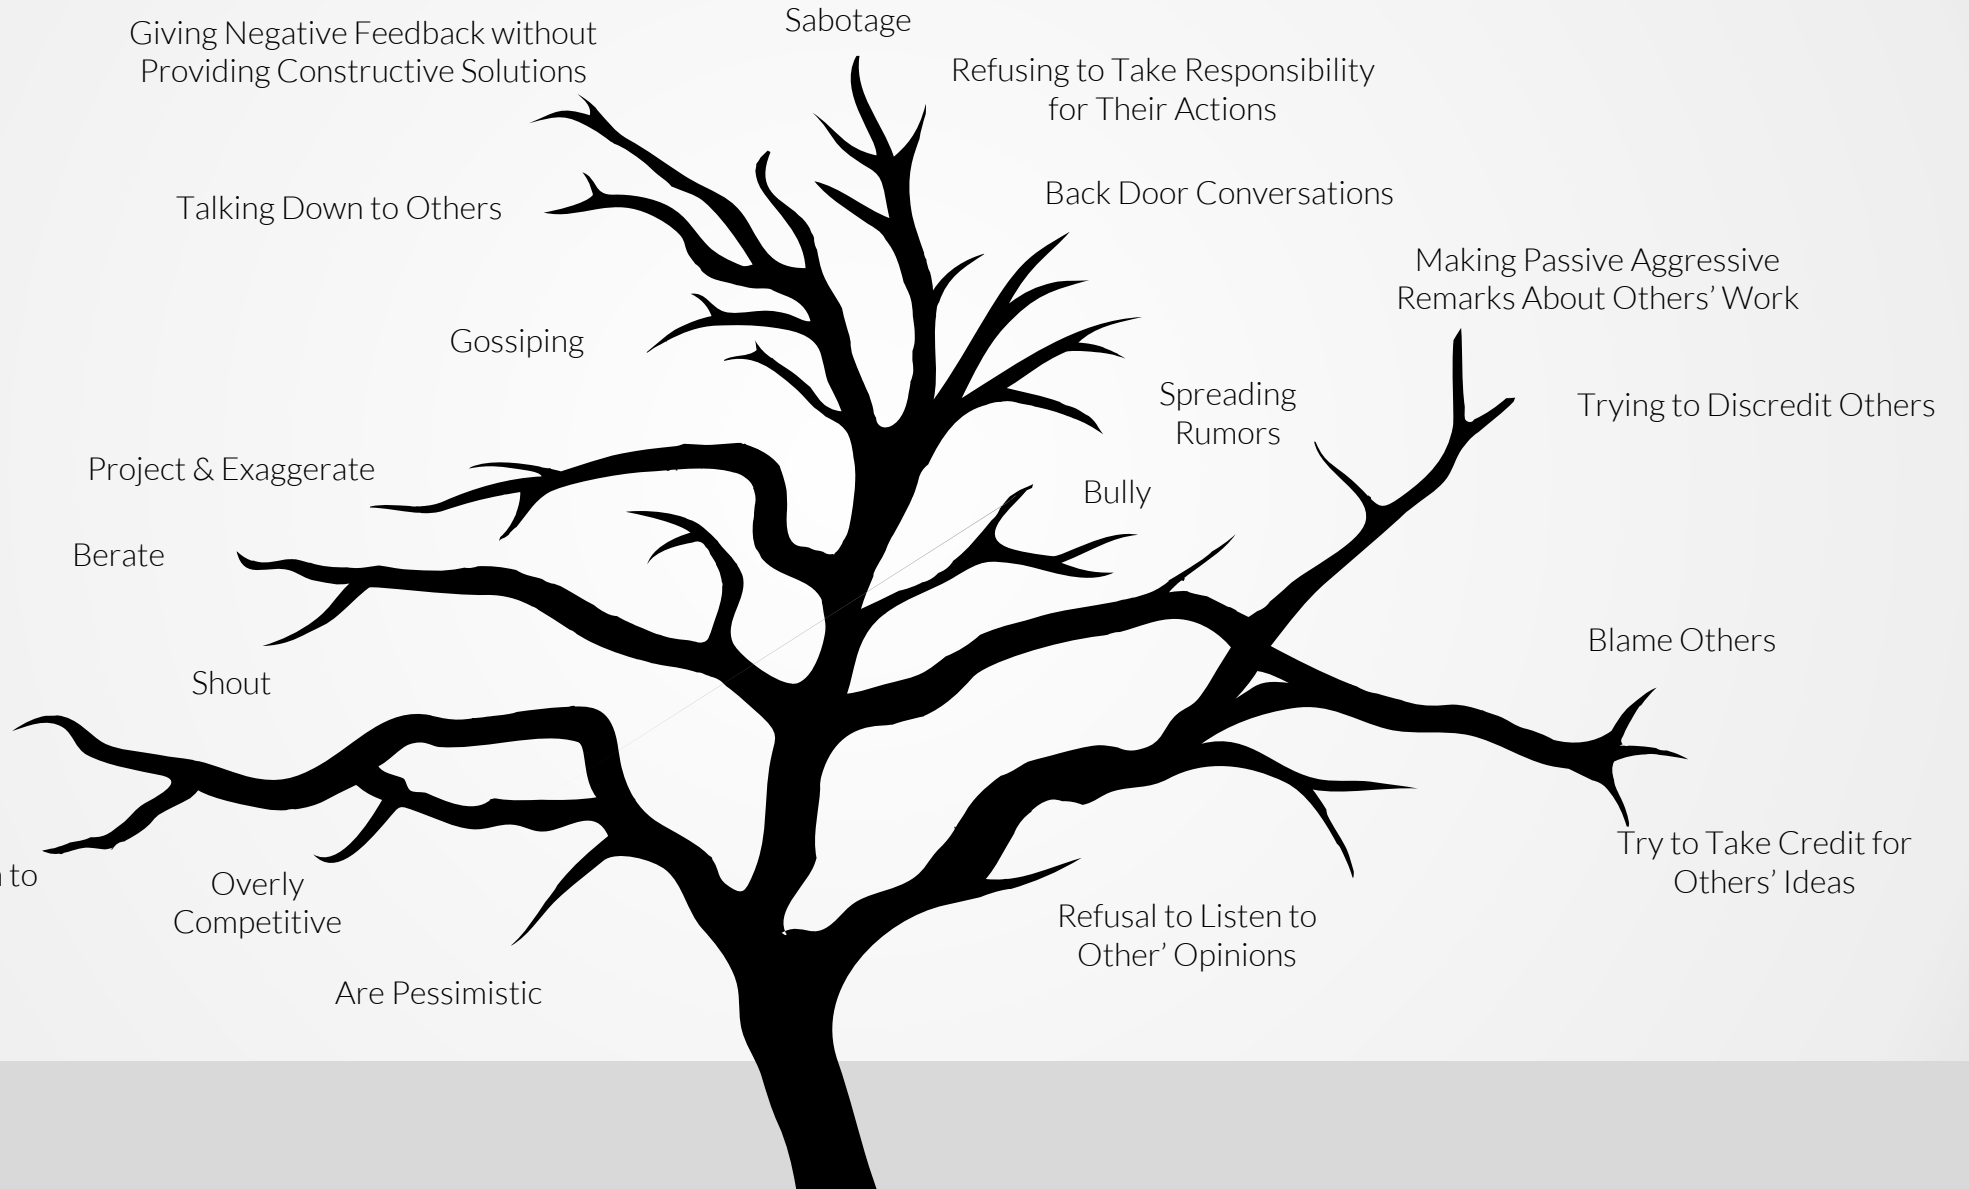 Sabotage
Giving Negative Feedback without
Providing Constructive Solutions
Refusing to Take Responsibility
for Their Actions
Talking Down to Others
Back Door Conversations
Making Passive Aggressive
Remarks About Others’ Work
Gossiping
Spreading
Rumors
Trying to Discredit Others
Project & Exaggerate
Bully
Berate
Blame Others
Shout
Try to Take Credit for
Others’ Ideas
to
Overly
Competitive
Refusal to Listen to
Other’ Opinions
Are Pessimistic